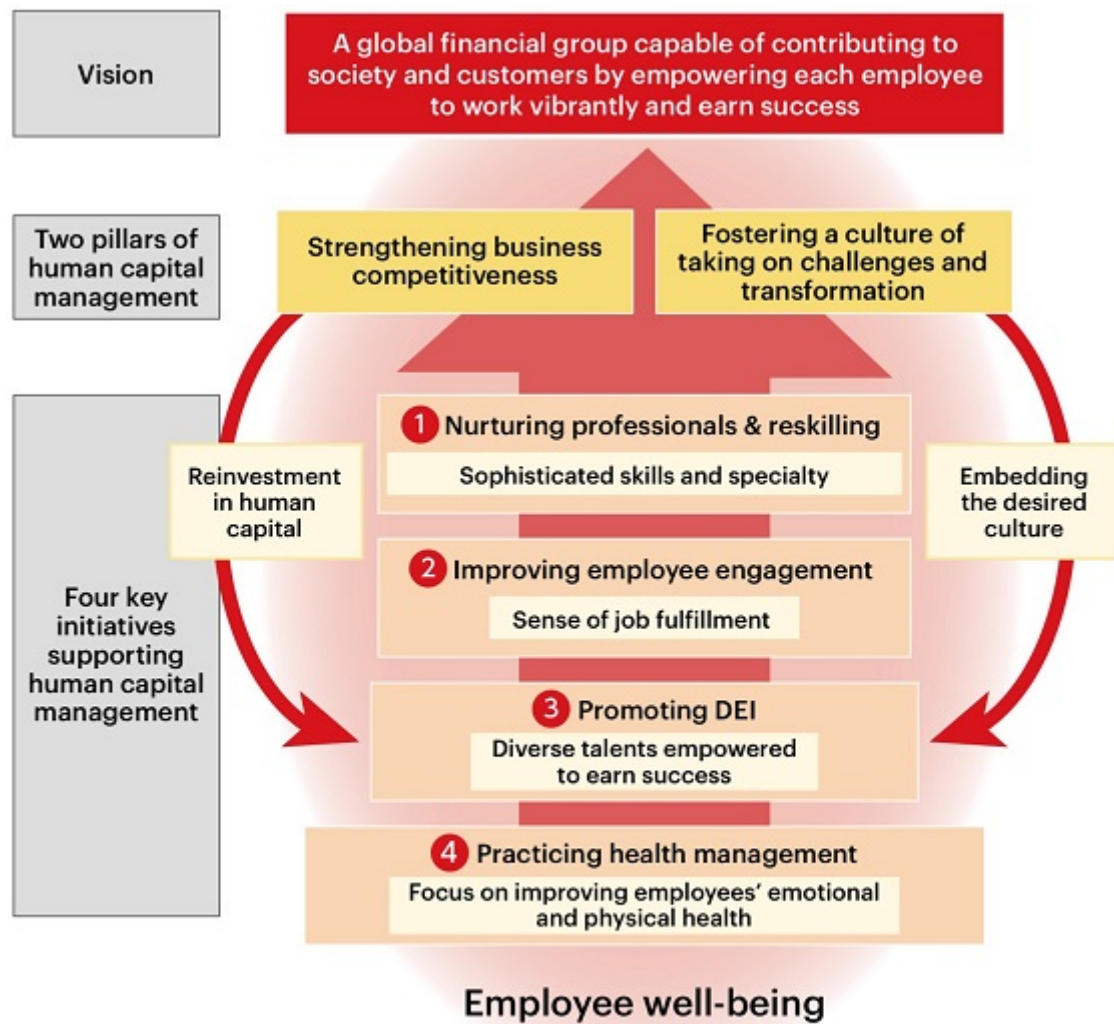 Vision
A global financial group capable of contributing to
society and customers by empowering each employee
to work vibrantly and earn success
Two pillars of
human capital
management
Strengthening business
competitiveness
Fostering a culture of
taking on challenges and
transformation
Four key
initiatives
supporting
human capital
management
Reinvestment
in human
capital
1 Nurturing professionals & reskilling
Sophisticated skills and specialty
2 Improving employee engagement
Sense of job fulfillment
3 Promoting DEI
Diverse talents empowered
to earn success
4 Practicing health management
Focus on improving employees’ emotional
and physical health
Embedding
the desired
culture
Employee well-being